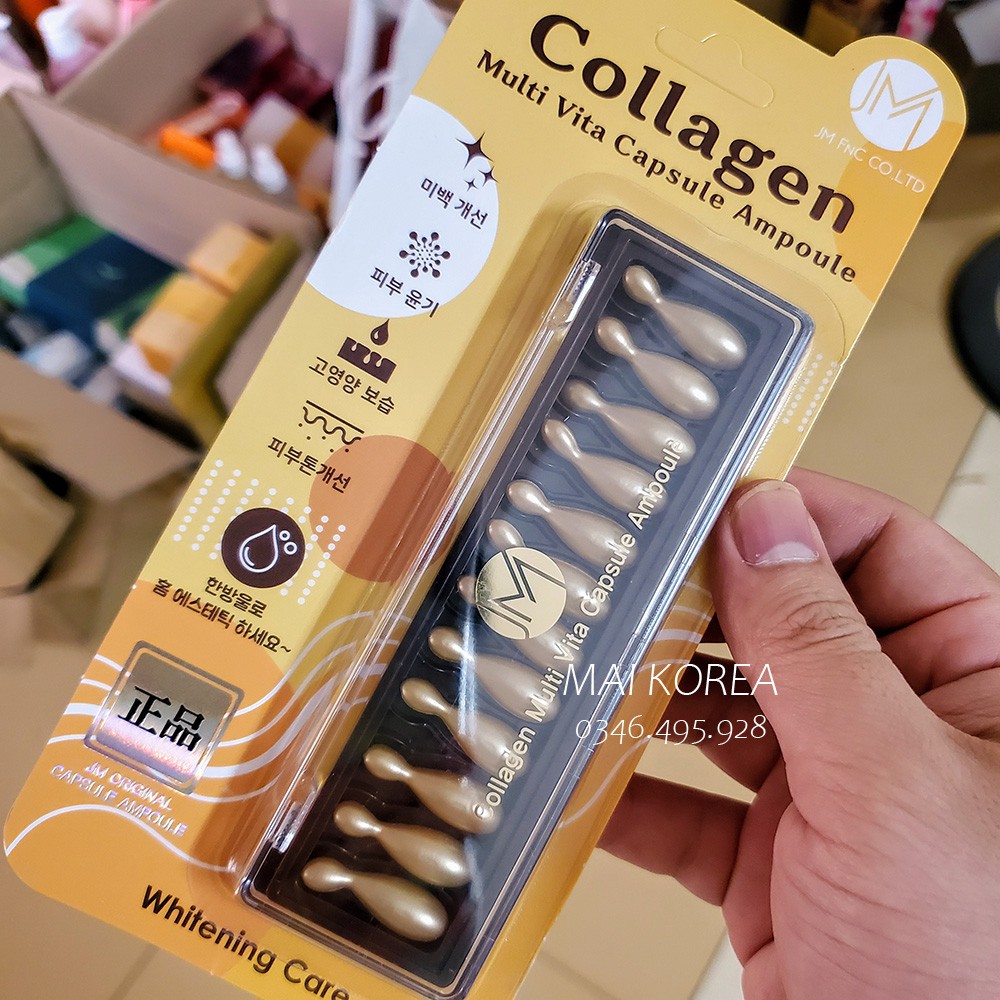 Collagen
Multi Vita Capsule Ampoule
JM
JM FNC CO.LTD
미백 개선
피부 윤기
고영양 보습
피부톤개선
한방울로
홈 에스테틱 하세요~
正品
JM ORIGINAL
CAPSULE AMPOULE
Whitening Care
JM
Collagen Multi Vita Capsule Ampoule
MAI KOREA
0346.495.928